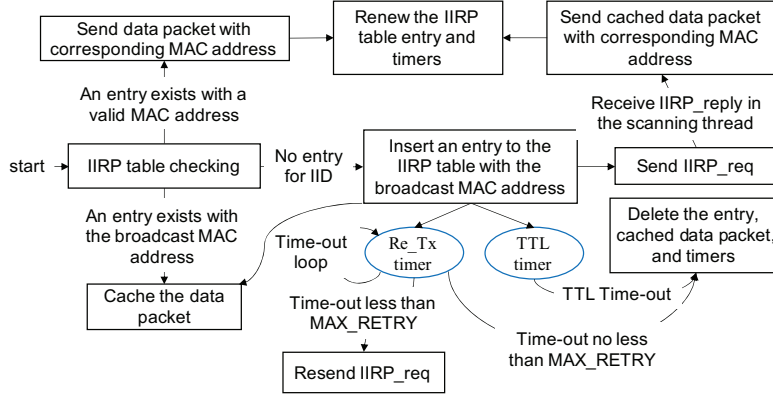 Send data packet with
corresponding MAC address
Renew the IIRP
table entry and
timers
Send cached data packet
with corresponding MAC
address
An entry exists with a
valid MAC address
Receive IIRP_reply in
the scanning thread
start
IIRP table checking
No entry
for IID
Insert an entry to the
IIRP table with the
broadcast MAC address
Send IIRP_req
An entry exists with
the broadcast MAC
address
Time-out
loop
Re_Tx
timer
TTL
timer
Delete the entry,
cached data packet,
and timers
Cache the data
packet
Time-out less than
MAX_RETRY
TTL Time-out
Time-out no less
than MAX_RETRY
Resend IIRP_req